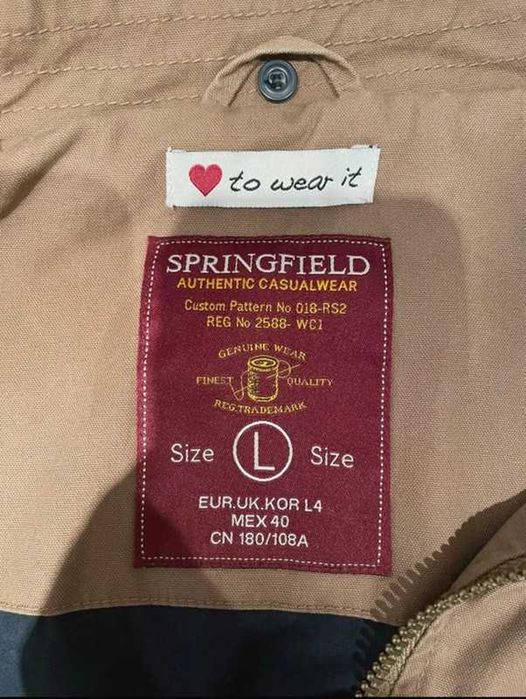 ♥ to wear it
SPRINGFIELD
AUTHENTIC CASUALWEAR
Custom Pattern No 018-RS2
REG No 2588- WC1
GENUINE WEAR
FINEST QUALITY
REG.TRADEMARK
Size L Size
EUR.UK.KOR L4
MEX 40
CN 180/108A